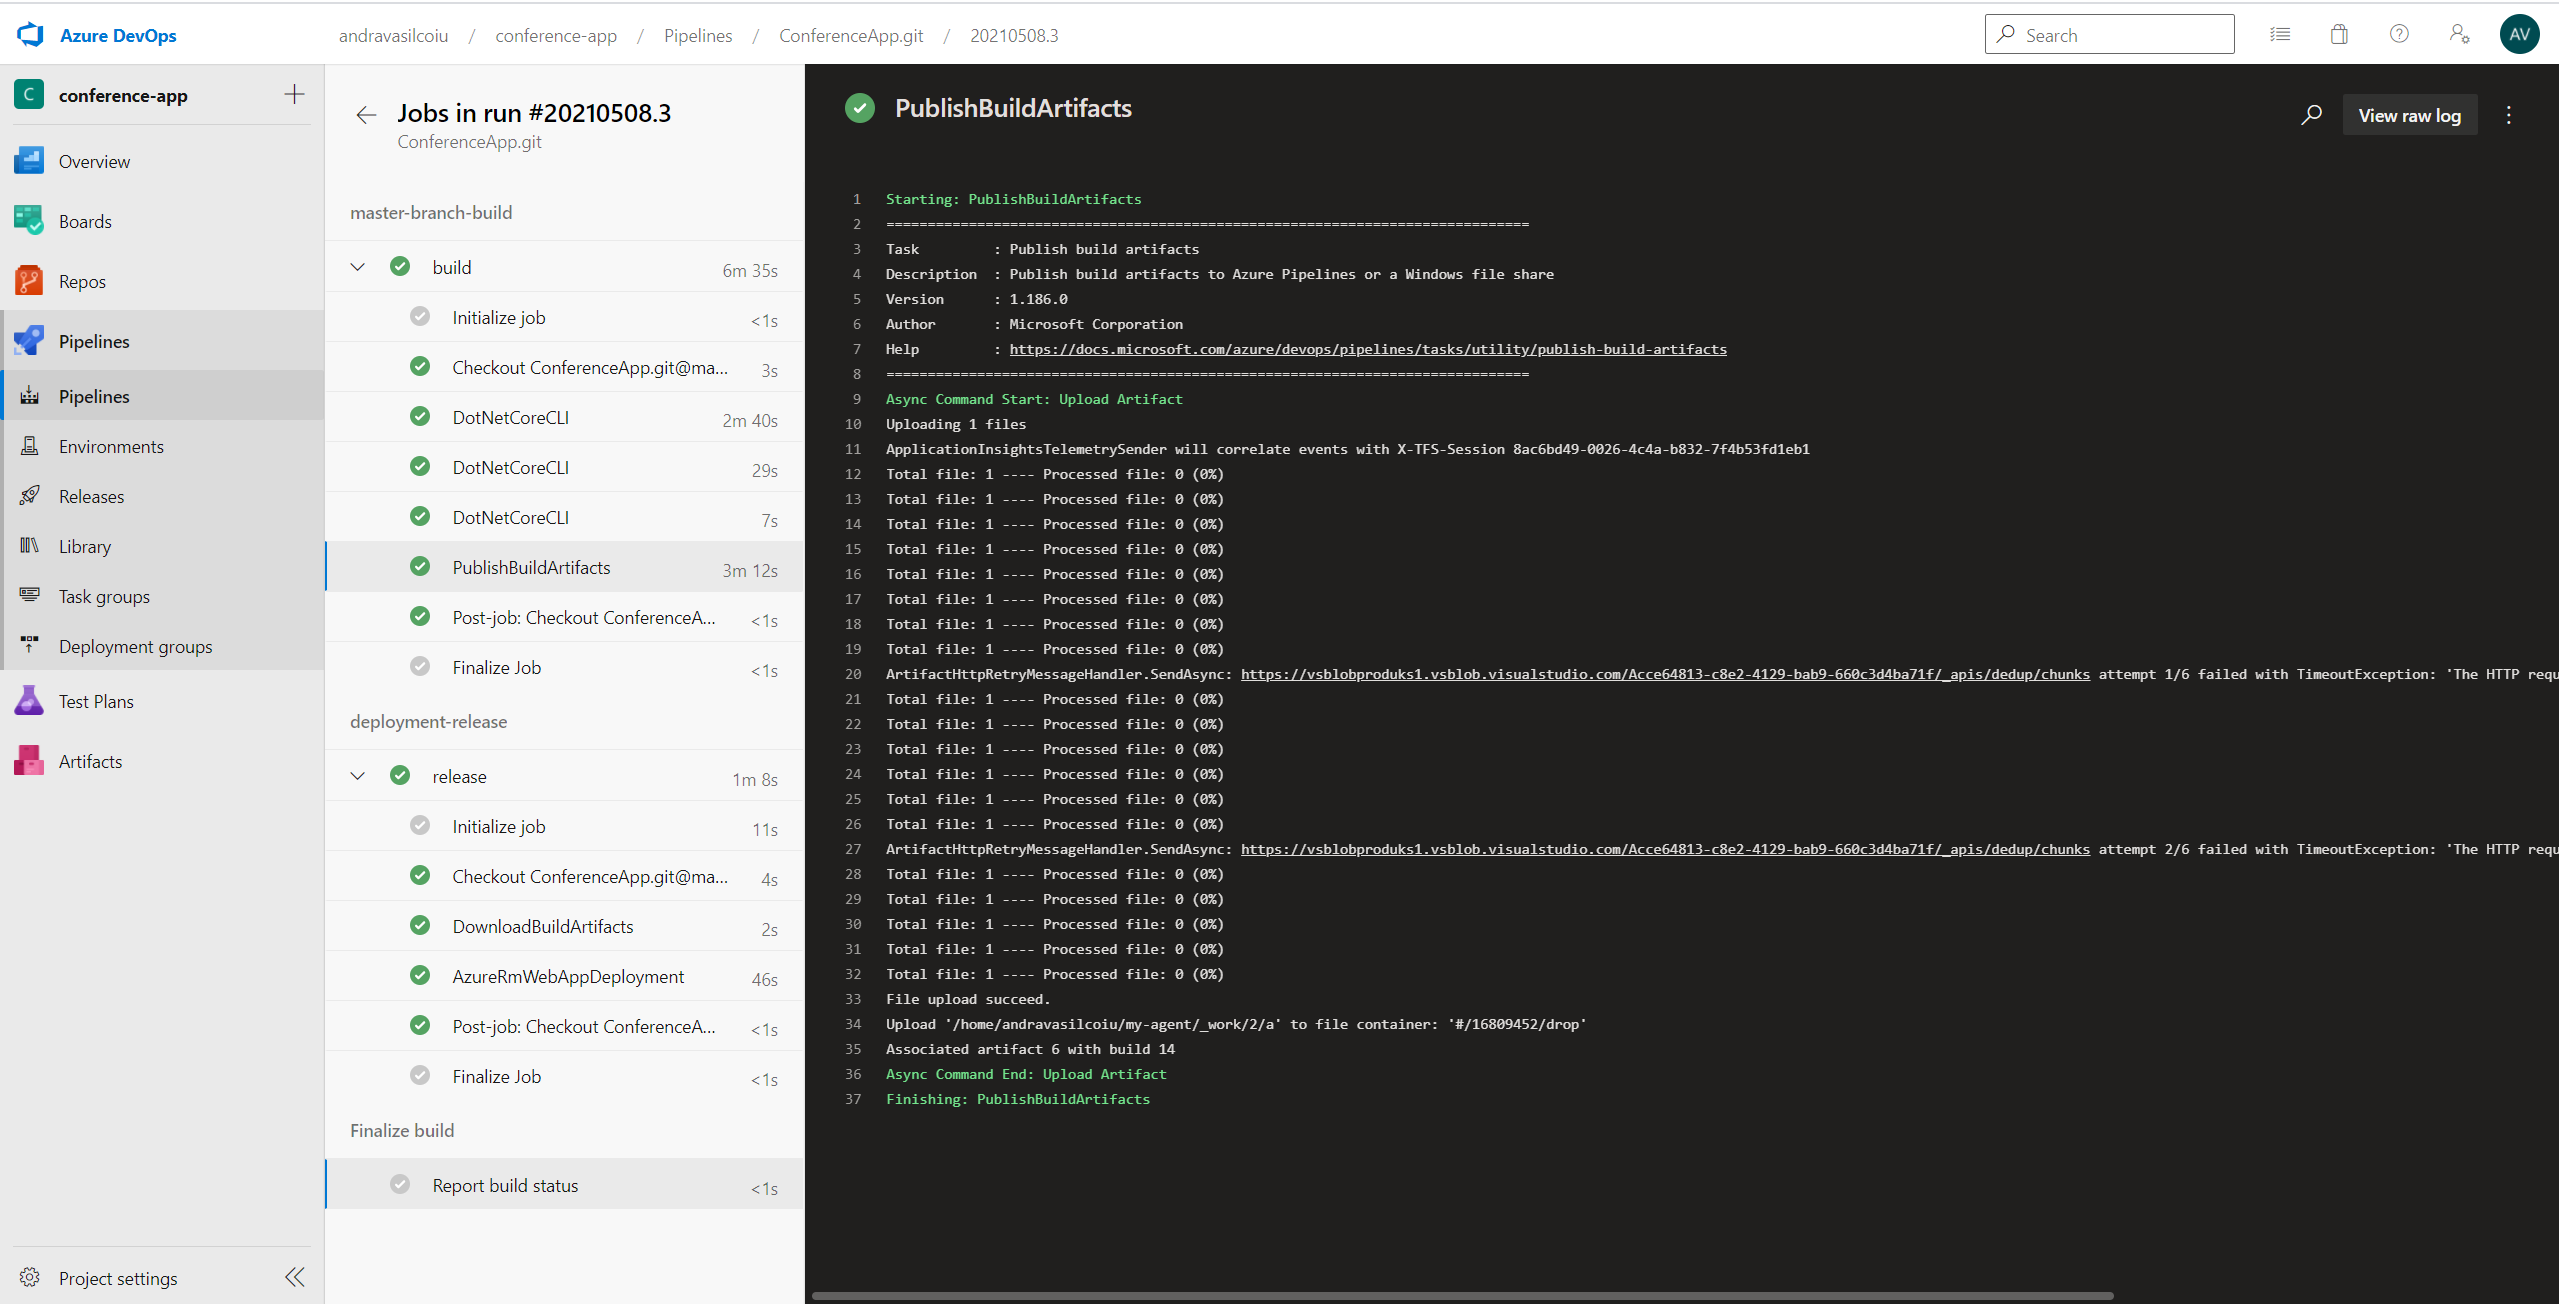 Azure DevOps
andravasilcoiu / conference-app / Pipelines / ConferenceApp.git / 20210508.3
Search
AV
C conference-app
Overview
Boards
Repos
Pipelines
Pipelines
Environments
Releases
Library
Task groups
Deployment groups
Test Plans
Artifacts
Project settings
Jobs in run #20210508.3
ConferenceApp.git
master-branch-build
build 6m 35s
Initialize job <1s
Checkout ConferenceApp.git@ma... 3s
DotNetCoreCLI 2m 40s
DotNetCoreCLI 29s
DotNetCoreCLI 7s
PublishBuildArtifacts 3m 12s
Post-job: Checkout ConferenceA... <1s
Finalize Job <1s
deployment-release
release 1m 8s
Initialize job 11s
Checkout ConferenceApp.git@ma... 4s
DownloadBuildArtifacts 2s
AzureRmWebAppDeployment 46s
Post-job: Checkout ConferenceA... <1s
Finalize Job <1s
Finalize build
Report build status <1s
PublishBuildArtifacts
View raw log
1 Starting: PublishBuildArtifacts
2 ==============================================================================
3 Task         : Publish build artifacts
4 Description  : Publish build artifacts to Azure Pipelines or a Windows file share
5 Version      : 1.186.0
6 Author       : Microsoft Corporation
7 Help         : https://docs.microsoft.com/azure/devops/pipelines/tasks/utility/publish-build-artifacts
8 ==============================================================================
9 Async Command Start: Upload Artifact
10 Uploading 1 files
11 ApplicationInsightsTelemetrySender will correlate events with X-TFS-Session 8ac6bd49-0026-4c4a-b832-7f4b53fd1eb1
12 Total file: 1 ---- Processed file: 0 (0%)
13 Total file: 1 ---- Processed file: 0 (0%)
14 Total file: 1 ---- Processed file: 0 (0%)
15 Total file: 1 ---- Processed file: 0 (0%)
16 Total file: 1 ---- Processed file: 0 (0%)
17 Total file: 1 ---- Processed file: 0 (0%)
18 Total file: 1 ---- Processed file: 0 (0%)
19 Total file: 1 ---- Processed file: 0 (0%)
20 ArtifactHttpRetryMessageHandler.SendAsync: https://vsblobproduks1.vsblob.visualstudio.com/Acce64813-c8e2-4129-bab9-660c3d4ba71f/_apis/dedup/chunks attempt 1/6 failed with TimeoutException: 'The HTTP requ
21 Total file: 1 ---- Processed file: 0 (0%)
22 Total file: 1 ---- Processed file: 0 (0%)
23 Total file: 1 ---- Processed file: 0 (0%)
24 Total file: 1 ---- Processed file: 0 (0%)
25 Total file: 1 ---- Processed file: 0 (0%)
26 Total file: 1 ---- Processed file: 0 (0%)
27 ArtifactHttpRetryMessageHandler.SendAsync: https://vsblobproduks1.vsblob.visualstudio.com/Acce64813-c8e2-4129-bab9-660c3d4ba71f/_apis/dedup/chunks attempt 2/6 failed with TimeoutException: 'The HTTP requ
28 Total file: 1 ---- Processed file: 0 (0%)
29 Total file: 1 ---- Processed file: 0 (0%)
30 Total file: 1 ---- Processed file: 0 (0%)
31 Total file: 1 ---- Processed file: 0 (0%)
32 Total file: 1 ---- Processed file: 0 (0%)
33 File upload succeed.
34 Upload '/home/andravasilcoiu/my-agent/_work/2/a' to file container: '#/16809452/drop'
35 Associated artifact 6 with build 14
36 Async Command End: Upload Artifact
37 Finishing: PublishBuildArtifacts